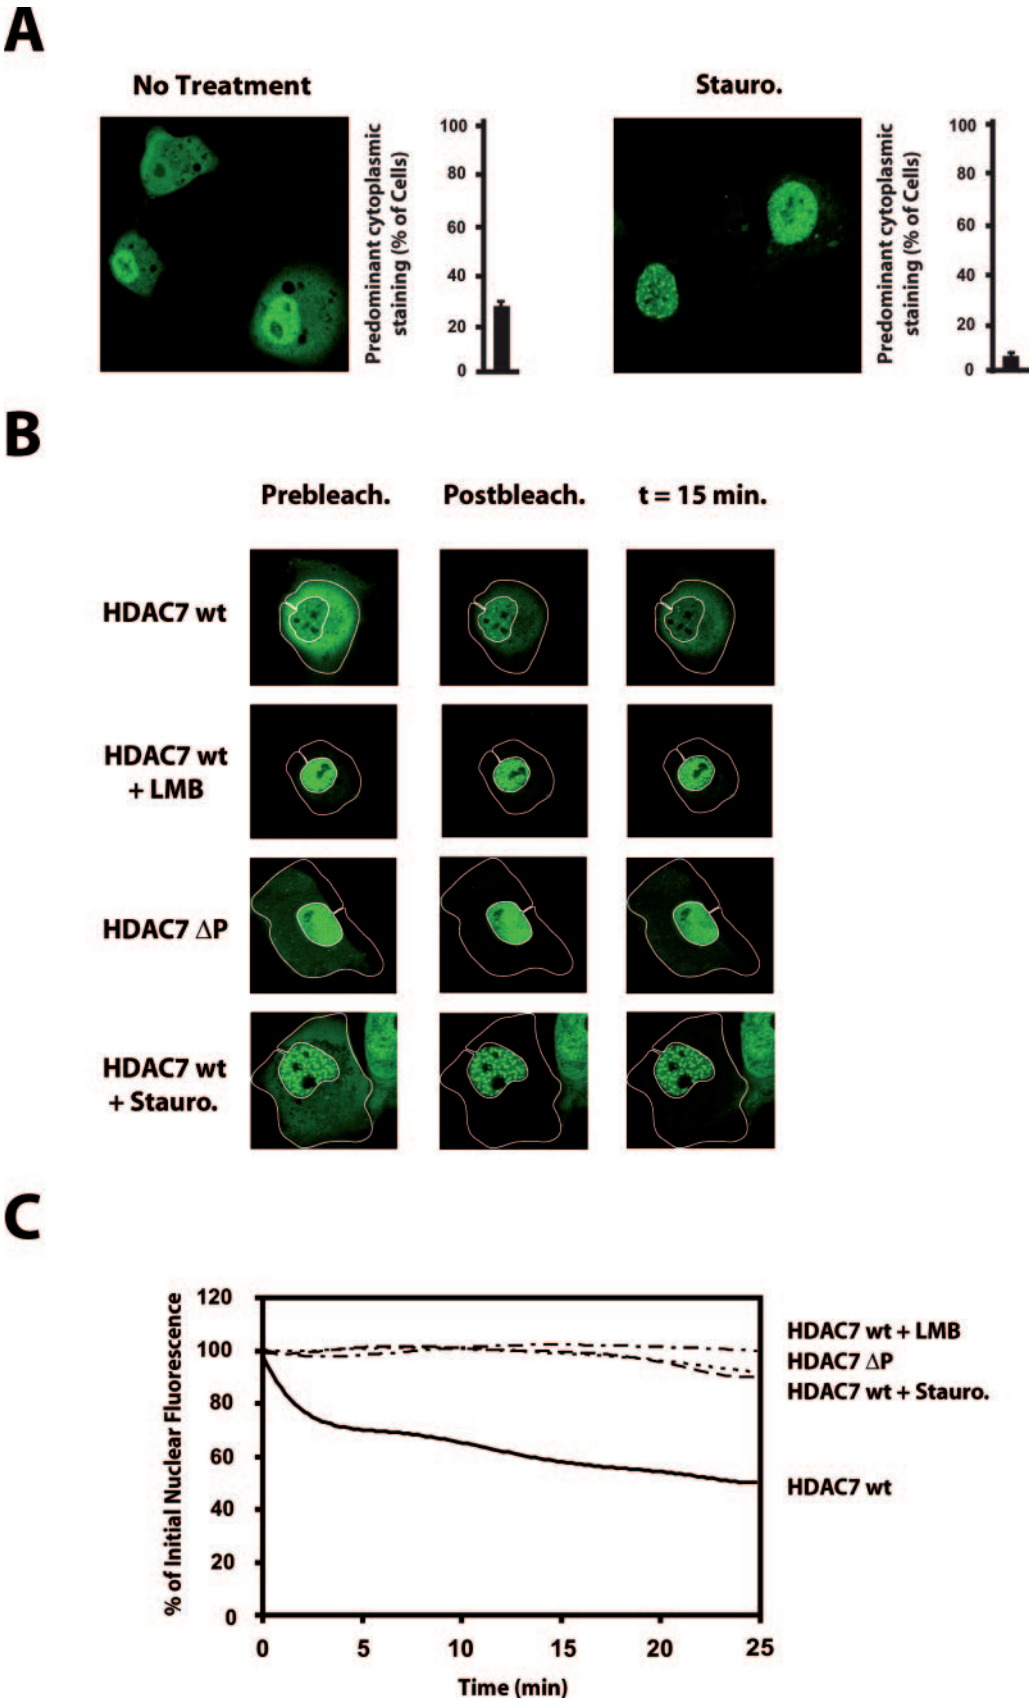 A
No Treatment
Stauro.
Predominant cytoplasmic
staining (% of Cells)
100
80
60
40
20
0
Predominant cytoplasmic
staining (% of Cells)
100
80
60
40
20
0
B
Prebleach.
Postbleach.
t = 15 min.
HDAC7 wt
HDAC7 wt
+ LMB
HDAC7 ΔP
HDAC7 wt
+ Stauro.
C
% of Initial Nuclear Fluorescence
120
100
80
60
40
20
0
0
5
10
15
20
25
Time (min)
HDAC7 wt + LMB
HDAC7 ΔP
HDAC7 wt + Stauro.
HDAC7 wt